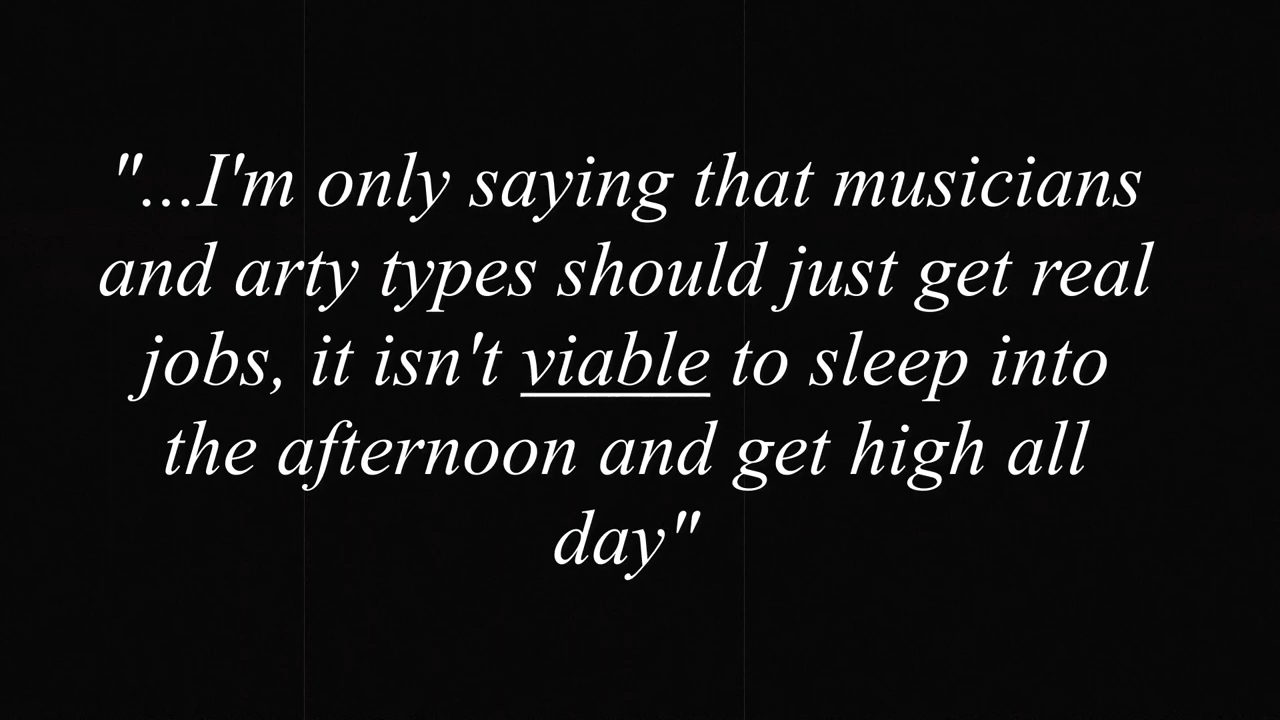 "...I'm only saying that musicians
and arty types should just get real
jobs, it isn't viable to sleep into
the afternoon and get high all
day"